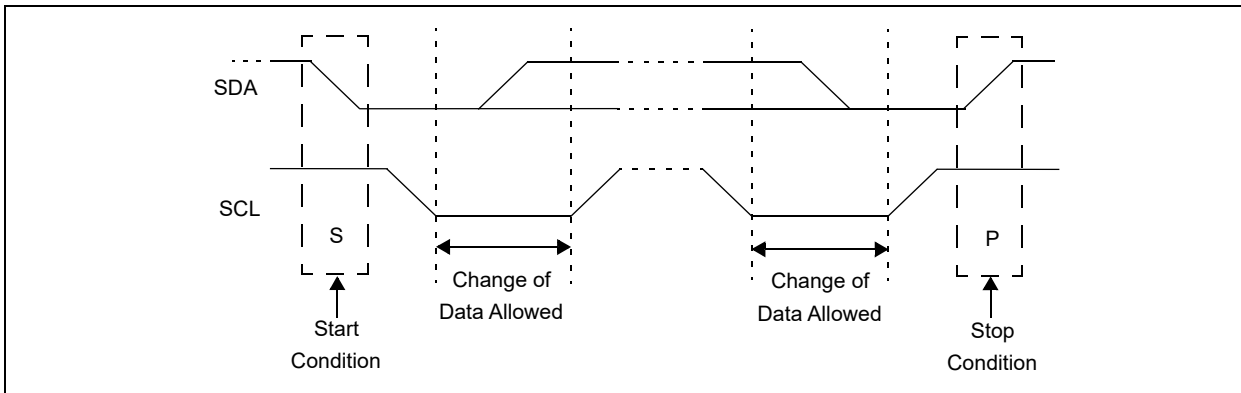 SDA
SCL
S
P
Change of
Data Allowed
Change of
Data Allowed
Start
Condition
Stop
Condition